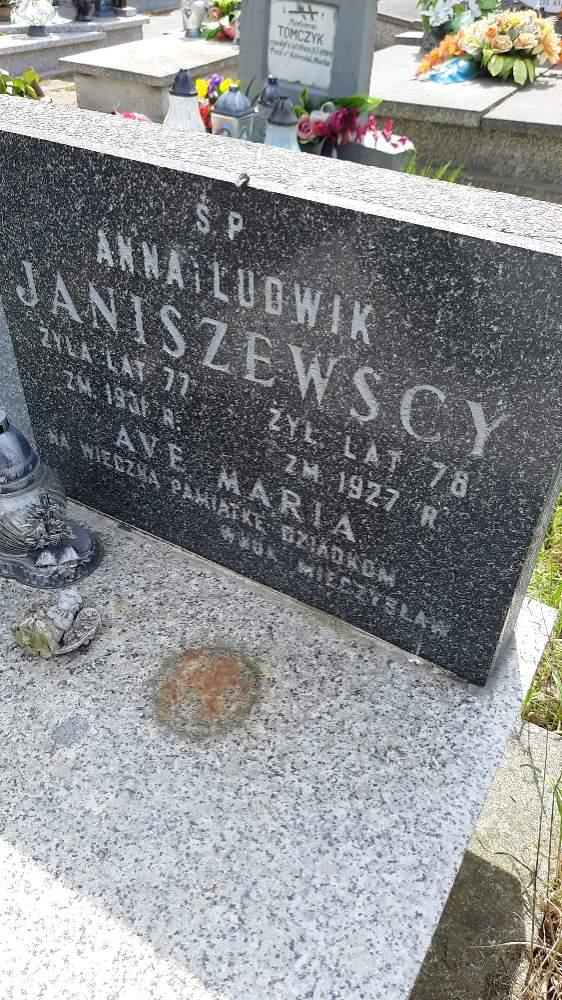 TOMCZYK
Ś P
ANNA i LUDWIK
JANISZEWSCY
ŻYŁA LAT 77 ŻYŁ LAT 78
ZM. 1931 R. ZM. 1927 R.
AVE MARIA
NA WIECZNĄ PAMIĄTKĘ DZIADKOM
WNUK MIECZYSŁAW